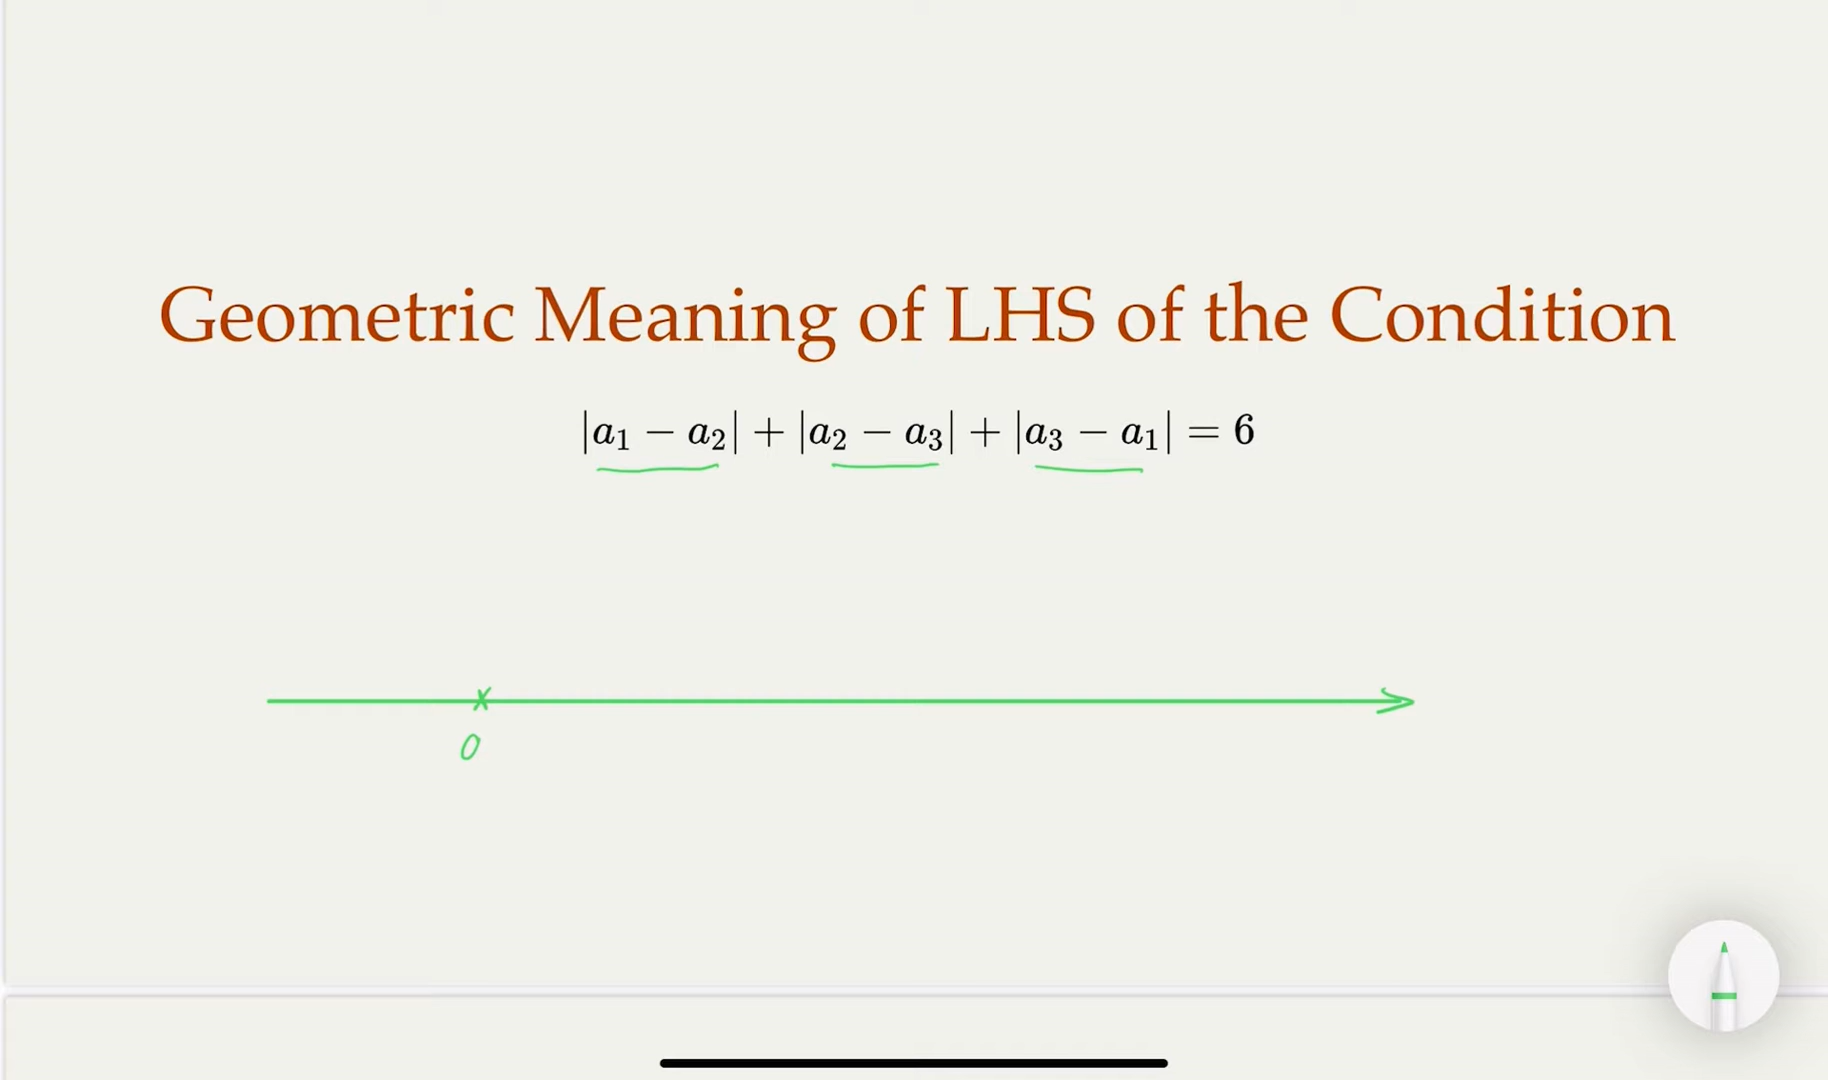 Geometric Meaning of LHS of the Condition
|a₁ − a₂| + |a₂ − a₃| + |a₃ − a₁| = 6
0